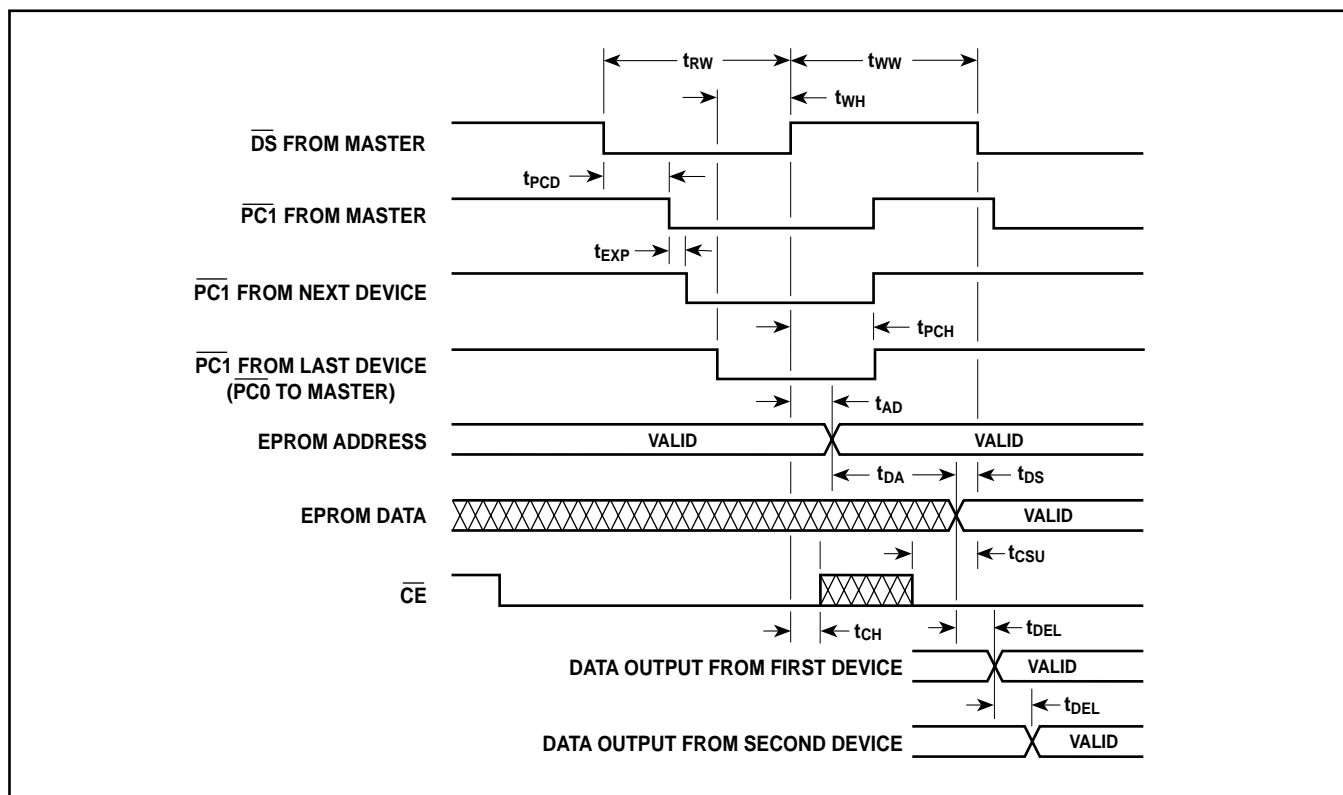 tRW tWW
tWH
DS FROM MASTER
tPCD
PC1 FROM MASTER
tEXP
PC1 FROM NEXT DEVICE
tPCH
PC1 FROM LAST DEVICE
(PC0 TO MASTER)
tAD
EPROM ADDRESS VALID VALID
tDA tDS
EPROM DATA VALID
tCSU
CE
tCH tDEL
DATA OUTPUT FROM FIRST DEVICE VALID
tDEL
DATA OUTPUT FROM SECOND DEVICE VALID